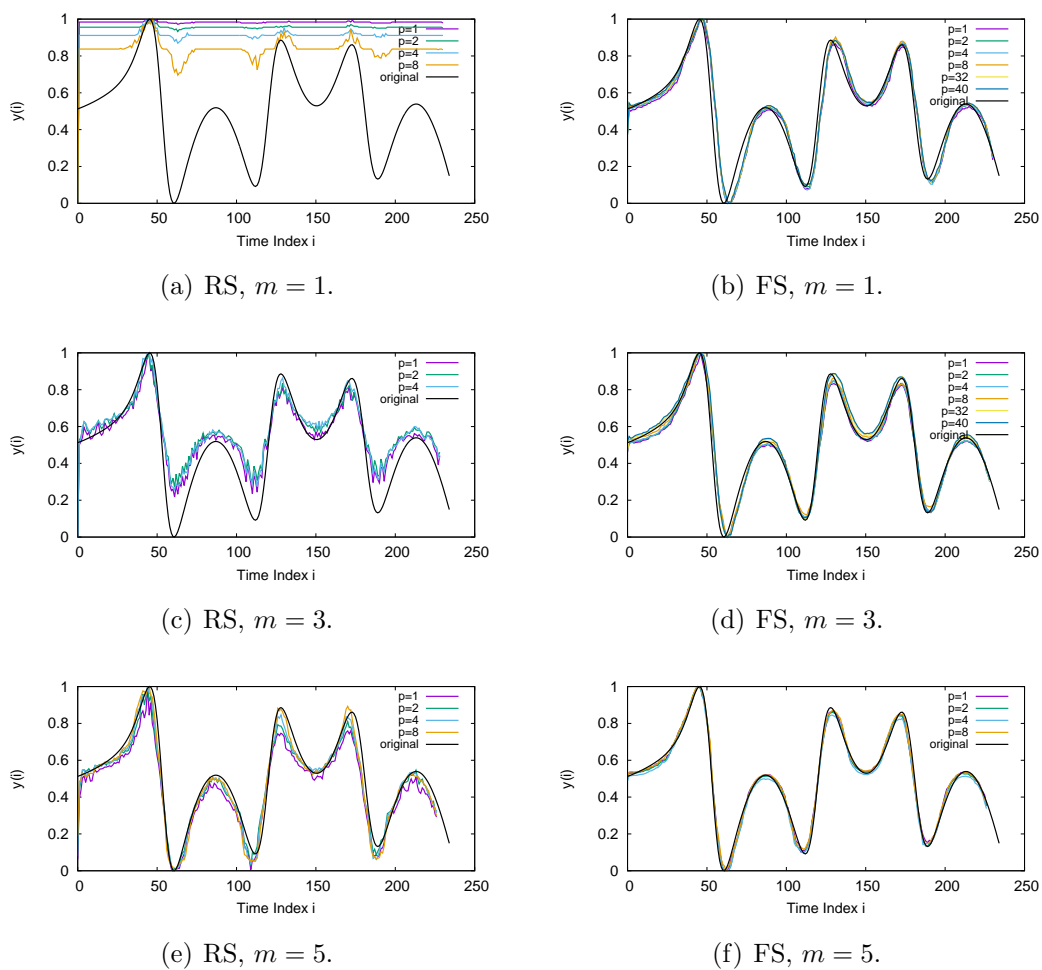 1
0.8
0.6
0.4
0.2
0
0 50 100 150 200 250
y(i)
Time Index i
p=1
p=2
p=4
p=8
original
(a) RS, m = 1.
1
0.8
0.6
0.4
0.2
0
0 50 100 150 200 250
y(i)
Time Index i
p=1
p=2
p=4
p=8
p=32
p=40
original
(b) FS, m = 1.
1
0.8
0.6
0.4
0.2
0
0 50 100 150 200 250
y(i)
Time Index i
p=1
p=2
p=4
original
(c) RS, m = 3.
1
0.8
0.6
0.4
0.2
0
0 50 100 150 200 250
y(i)
Time Index i
p=1
p=2
p=4
p=8
p=32
p=40
original
(d) FS, m = 3.
1
0.8
0.6
0.4
0.2
0
0 50 100 150 200 250
y(i)
Time Index i
p=1
p=2
p=4
p=8
original
(e) RS, m = 5.
1
0.8
0.6
0.4
0.2
0
0 50 100 150 200 250
y(i)
Time Index i
p=1
p=2
p=4
p=8
original
(f) FS, m = 5.